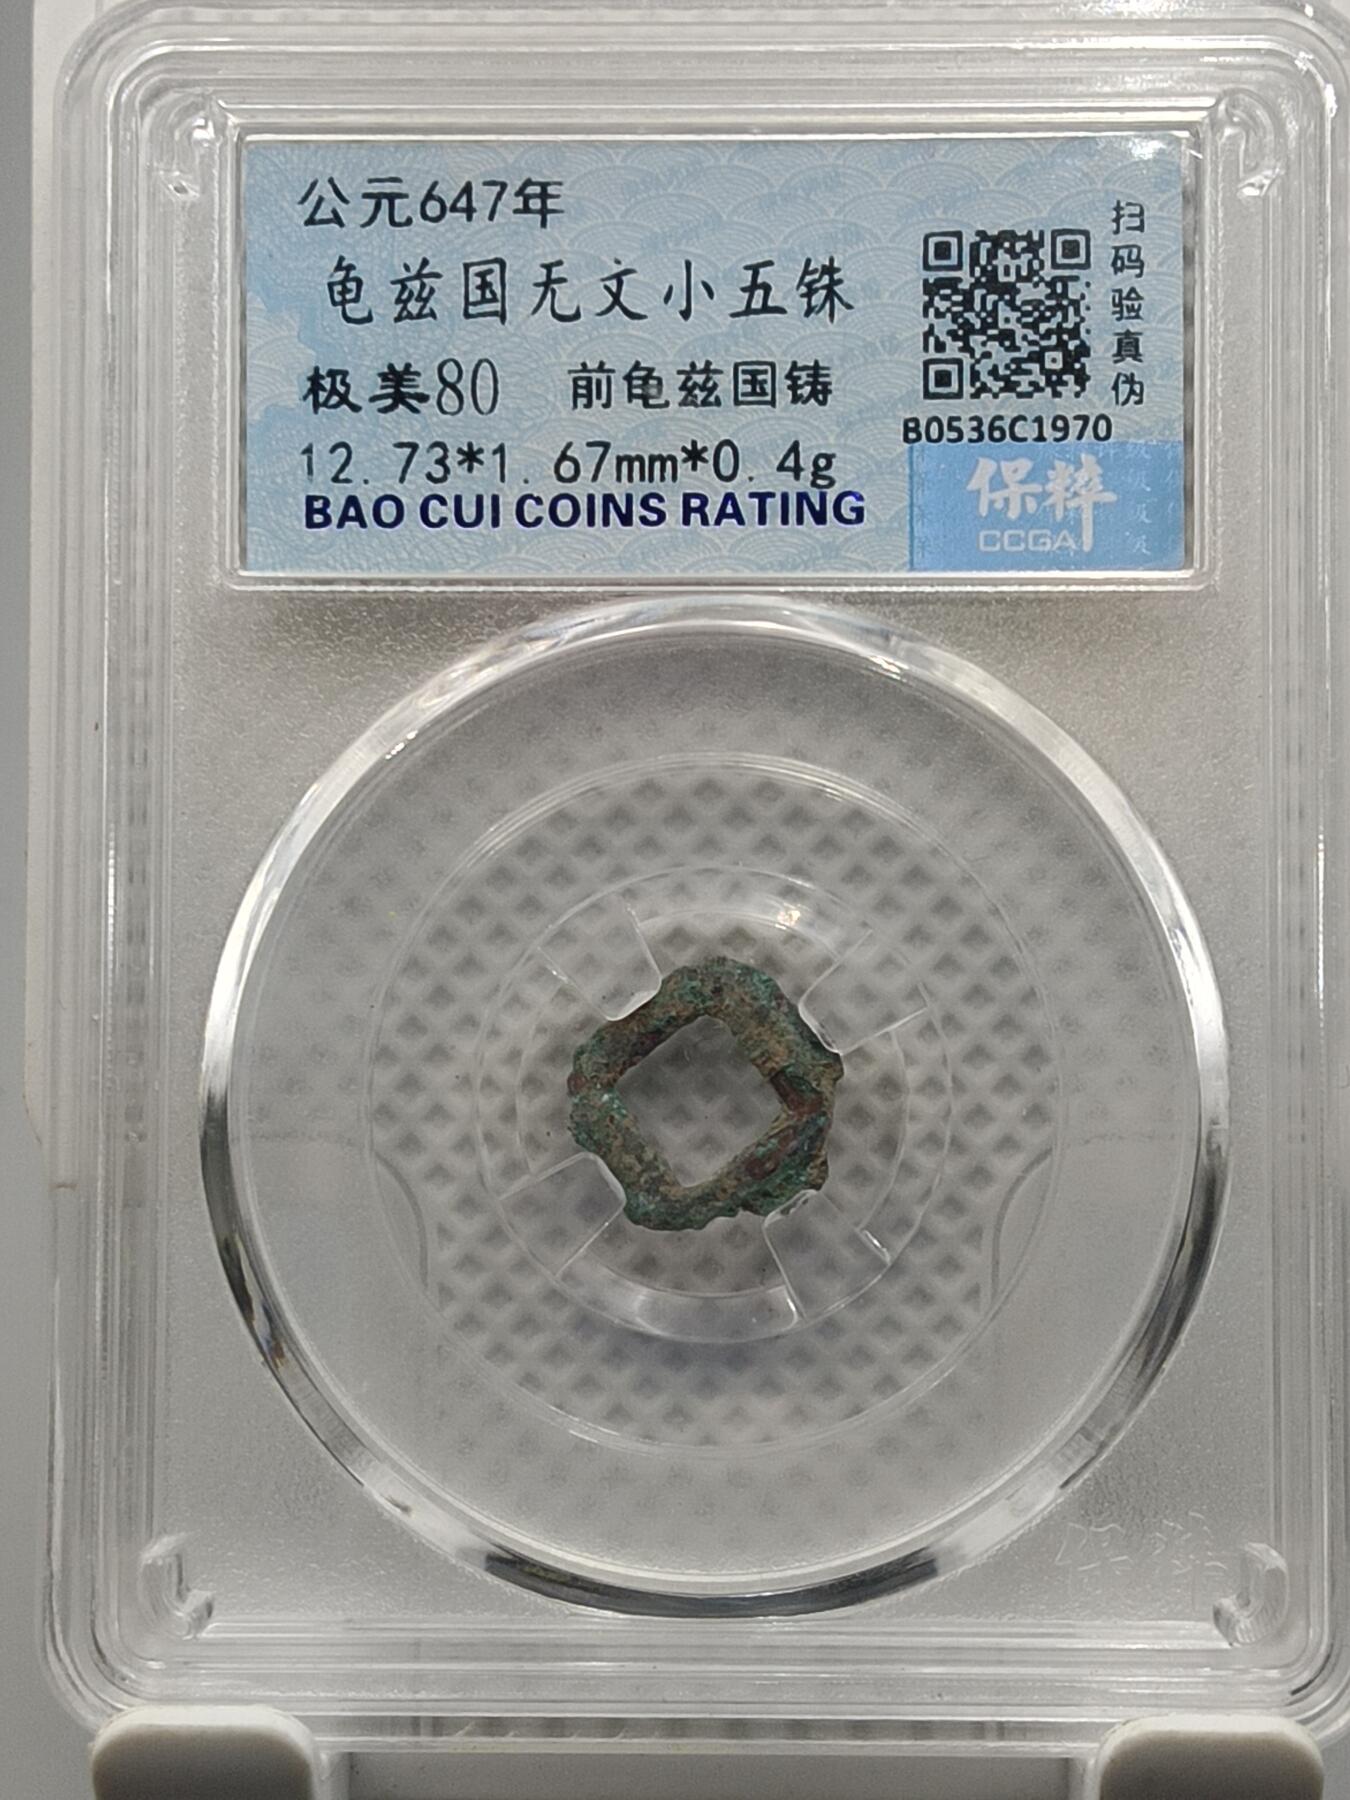 公元647年
龟兹国无文小五铢
极美80 前龟兹国铸
12.73*1.67mm*0.4g
BAO CUI COINS RATING
扫码验真伪
B0536C1970
保粹
CCGA